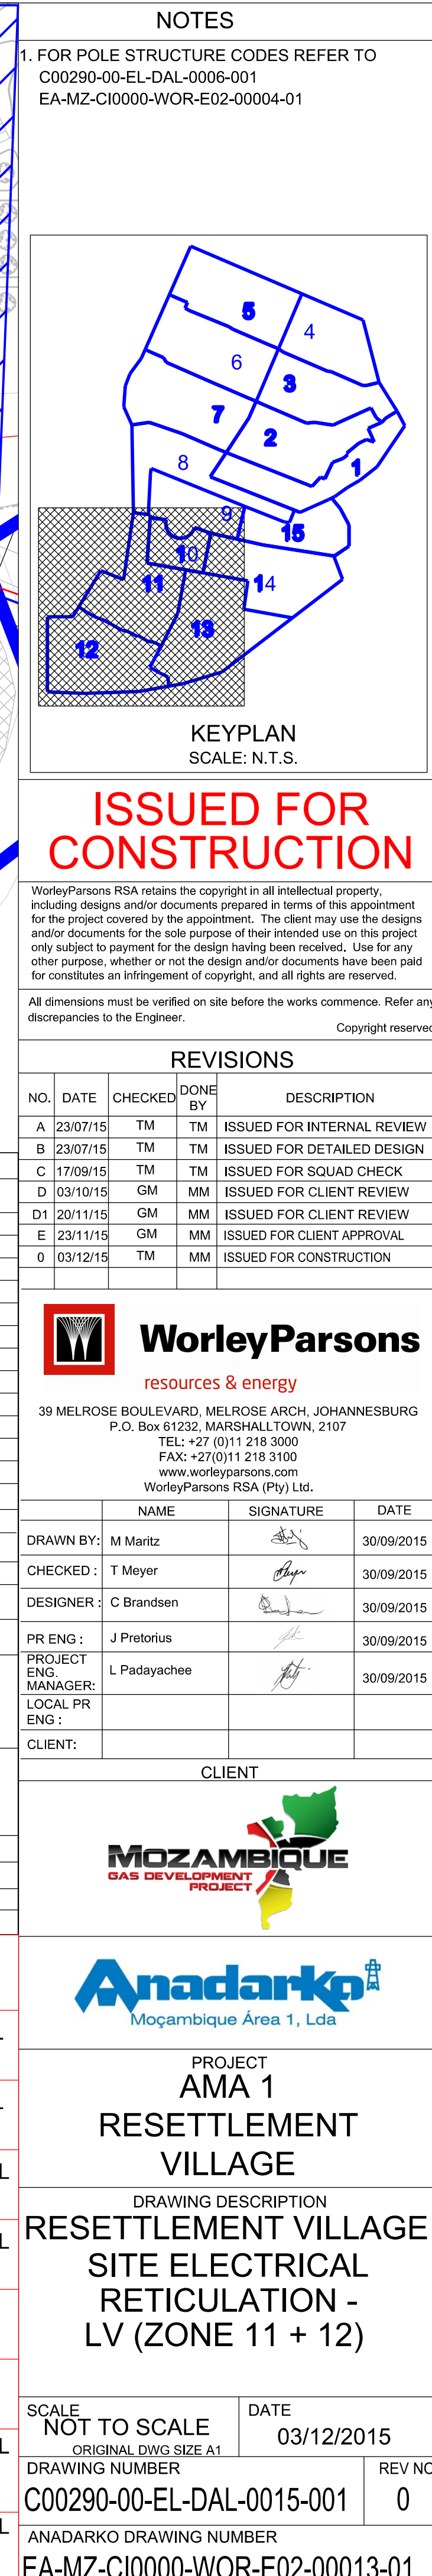 NOTES
1. FOR POLE STRUCTURE CODES REFER TO
C00290-00-EL-DAL-0006-001
EA-MZ-CI0000-WOR-E02-00004-01
5
4
6
3
7
2
1
8
9
15
10
11
14
13
12
KEYPLAN
SCALE: N.T.S.
ISSUED FOR
CONSTRUCTION
WorleyParsons RSA retains the copyright in all intellectual property,
including designs and/or documents prepared in terms of this appointment
for the project covered by the appointment. The client may use the designs
and/or documents for the sole purpose of their intended use on this project
only subject to payment for the design having been received. Use for any
other purpose, whether or not the design and/or documents have been paid
for constitutes an infringement of copyright, and all rights are reserved.
All dimensions must be verified on site before the works commence. Refer any
discrepancies to the Engineer.
Copyright reserved
REVISIONS
NO. DATE CHECKED DONE BY DESCRIPTION
A 23/07/15 TM TM ISSUED FOR INTERNAL REVIEW
B 23/07/15 TM TM ISSUED FOR DETAILED DESIGN
C 17/09/15 TM TM ISSUED FOR SQUAD CHECK
D 03/10/15 GM MM ISSUED FOR CLIENT REVIEW
D1 20/11/15 GM MM ISSUED FOR CLIENT REVIEW
E 23/11/15 GM MM ISSUED FOR CLIENT APPROVAL
0 03/12/15 TM MM ISSUED FOR CONSTRUCTION
WorleyParsons
resources & energy
39 MELROSE BOULEVARD, MELROSE ARCH, JOHANNESBURG
P.O. Box 61232, MARSHALLTOWN, 2107
TEL: +27 (0)11 218 3000
FAX: +27(0)11 218 3100
www.worleyparsons.com
WorleyParsons RSA (Pty) Ltd.
NAME SIGNATURE DATE
DRAWN BY: M Maritz 30/09/2015
CHECKED : T Meyer 30/09/2015
DESIGNER : C Brandsen 30/09/2015
PR ENG : J Pretorius 30/09/2015
PROJECT
ENG.
MANAGER: L Padayachee 30/09/2015
LOCAL PR
ENG :
CLIENT:
CLIENT
MOZAMBIQUE
GAS DEVELOPMENT
PROJECT
Anadarko
Moçambique Área 1, Lda
PROJECT
AMA 1
RESETTLEMENT
VILLAGE
DRAWING DESCRIPTION
RESETTLEMENT VILLAGE
SITE ELECTRICAL
RETICULATION -
LV (ZONE 11 + 12)
SCALE
NOT TO SCALE
ORIGINAL DWG SIZE A1
DATE
03/12/2015
DRAWING NUMBER
C00290-00-EL-DAL-0015-001
REV NO
0
ANADARKO DRAWING NUMBER
EA-MZ-CI0000-WOR-E02-00013-01